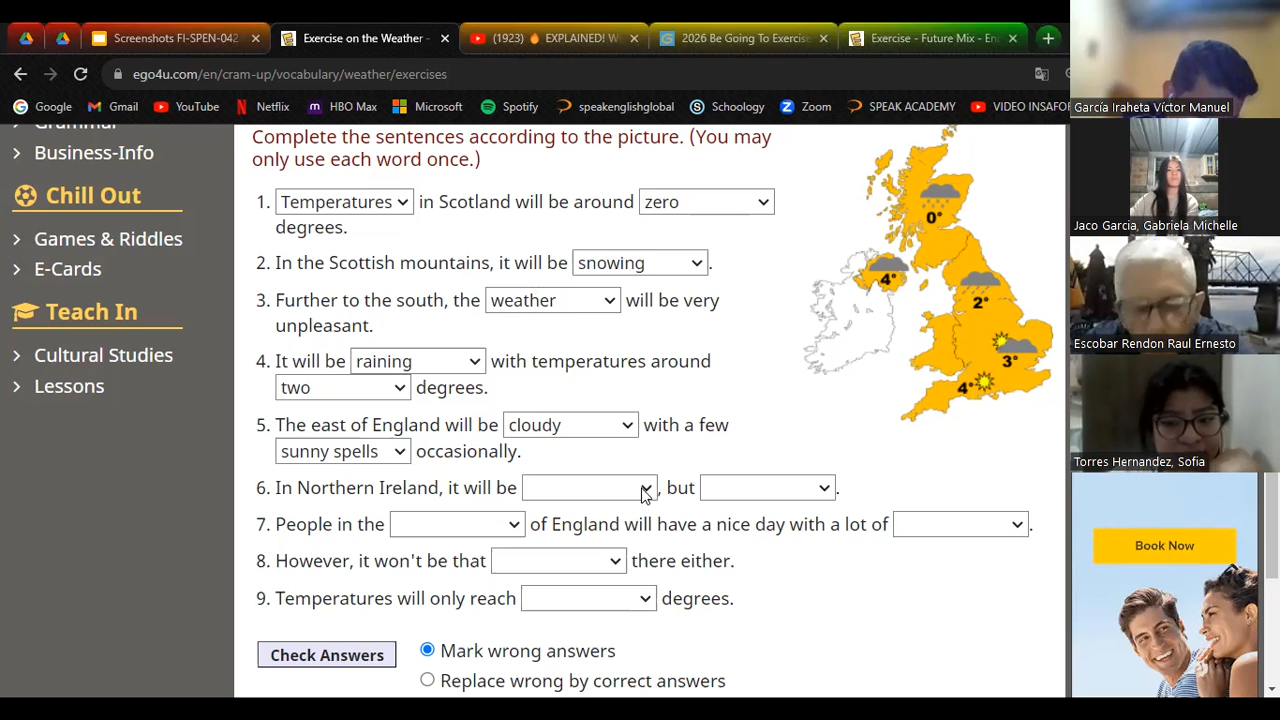 Screenshots FI-SPEN-042
Exercise on the Weather -
(1923) 🔥 EXPLAINED! W
2026 Be Going To Exercise
Exercise - Future Mix - En
ego4u.com/en/cram-up/vocabulary/weather/exercises
Google Gmail YouTube Netflix HBO Max Microsoft Spotify speakenglishglobal Schoology Zoom SPEAK ACADEMY VIDEO INSAFOR
Grammar
Business-Info
Chill Out
Games & Riddles
E-Cards
Teach In
Cultural Studies
Lessons
Complete the sentences according to the picture. (You may
only use each word once.)
1. Temperatures in Scotland will be around zero
degrees.
2. In the Scottish mountains, it will be snowing.
3. Further to the south, the weather will be very
unpleasant.
4. It will be raining with temperatures around
two degrees.
5. The east of England will be cloudy with a few
sunny spells occasionally.
6. In Northern Ireland, it will be , but .
7. People in the of England will have a nice day with a lot of .
8. However, it won't be that there either.
9. Temperatures will only reach degrees.
Check Answers
Mark wrong answers
Replace wrong by correct answers
0°
4°
2°
3°
4°
García Iraheta Víctor Manuel
Jaco Garcia, Gabriela Michelle
Escobar Rendon Raul Ernesto
Torres Hernandez, Sofia
Book Now